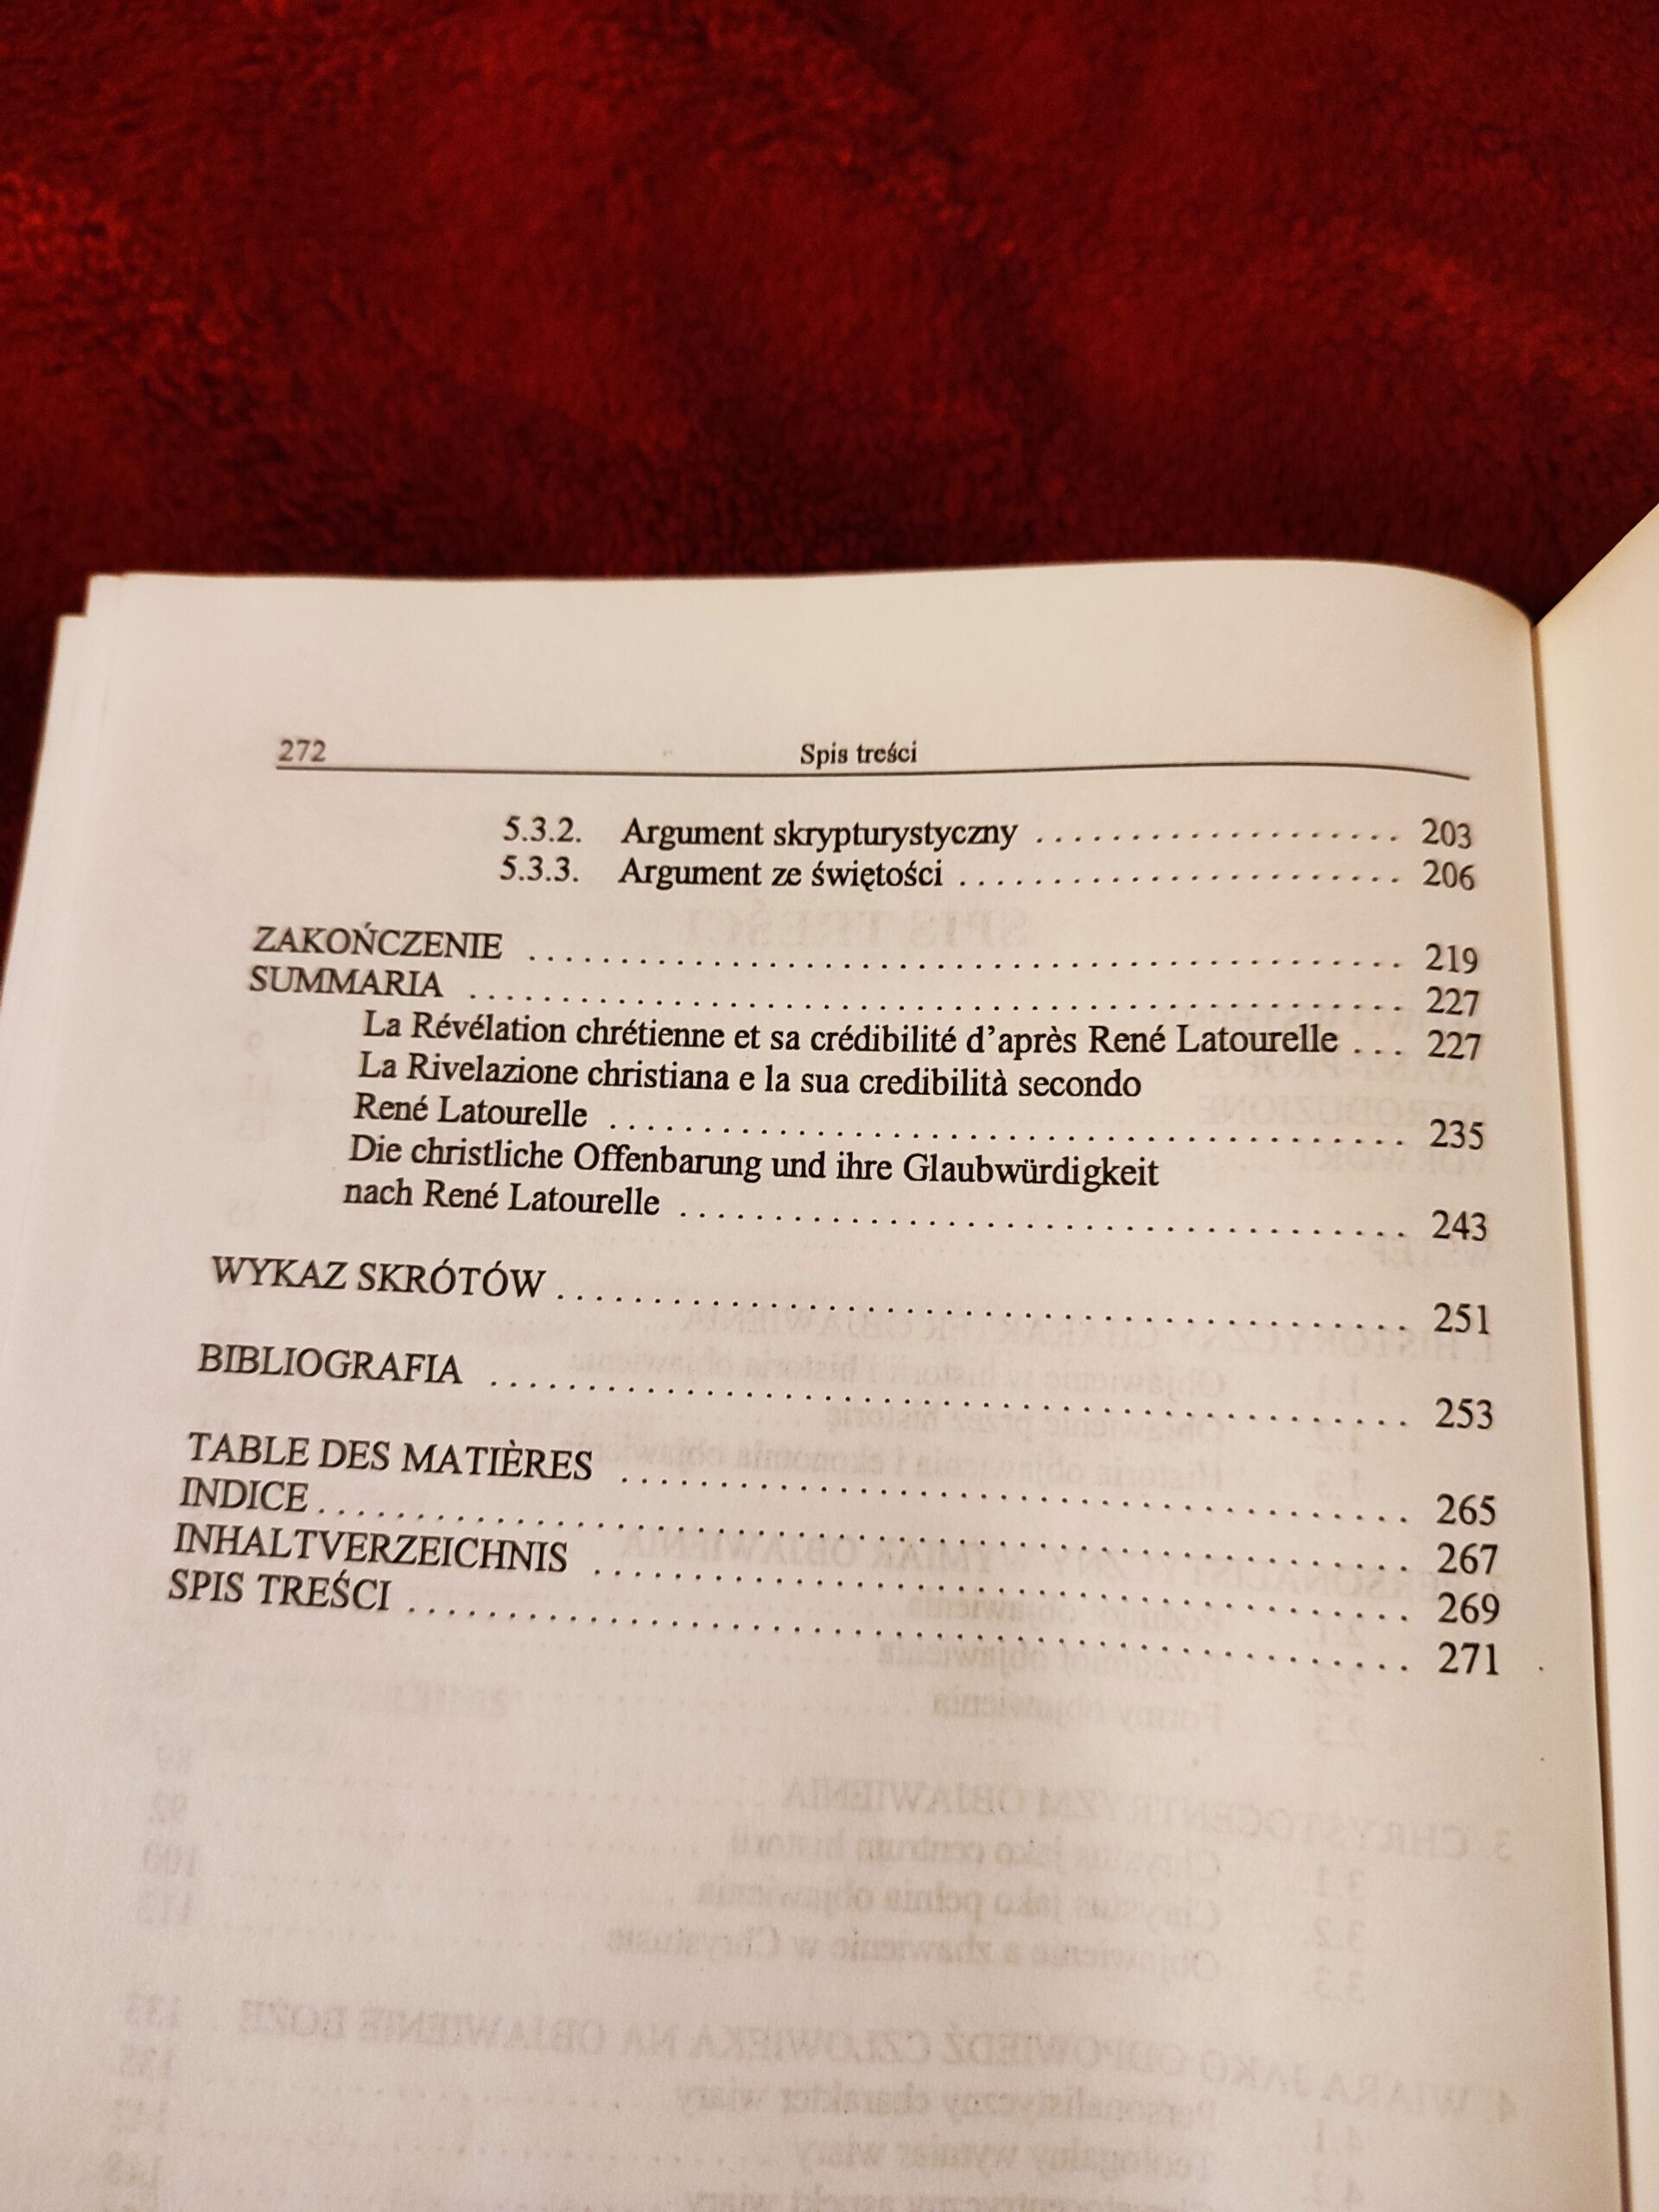 272 Spis treści
5.3.2. Argument skrypturystyczny . . . . . . . . . . . . . . . . . . . . 203
5.3.3. Argument ze świętości . . . . . . . . . . . . . . . . . . . . . . . . 206
ZAKOŃCZENIE . . . . . . . . . . . . . . . . . . . . . . . . . . . . . . . . . . . . . . . . . . . . . . . 219
SUMMARIA . . . . . . . . . . . . . . . . . . . . . . . . . . . . . . . . . . . . . . . . . . . . . . . . . . 227
La Révélation chrétienne et sa crédibilité d'après René Latourelle . . . 227
La Rivelazione christiana e la sua credibilità secondo
René Latourelle . . . . . . . . . . . . . . . . . . . . . . . . . . . . . . . . . . . . . . . . . . . 235
Die christliche Offenbarung und ihre Glaubwürdigkeit
nach René Latourelle . . . . . . . . . . . . . . . . . . . . . . . . . . . . . . . . . . . . . . . 243
WYKAZ SKRÓTÓW . . . . . . . . . . . . . . . . . . . . . . . . . . . . . . . . . . . . . . . . . . . . . 251
BIBLIOGRAFIA . . . . . . . . . . . . . . . . . . . . . . . . . . . . . . . . . . . . . . . . . . . . . . . . 253
TABLE DES MATIÈRES . . . . . . . . . . . . . . . . . . . . . . . . . . . . . . . . . . . . . . . . . 265
INDICE . . . . . . . . . . . . . . . . . . . . . . . . . . . . . . . . . . . . . . . . . . . . . . . . . . . . . . . 267
INHALTVERZEICHNIS . . . . . . . . . . . . . . . . . . . . . . . . . . . . . . . . . . . . . . . . . . 269
SPIS TREŚCI . . . . . . . . . . . . . . . . . . . . . . . . . . . . . . . . . . . . . . . . . . . . . . . . . . 271